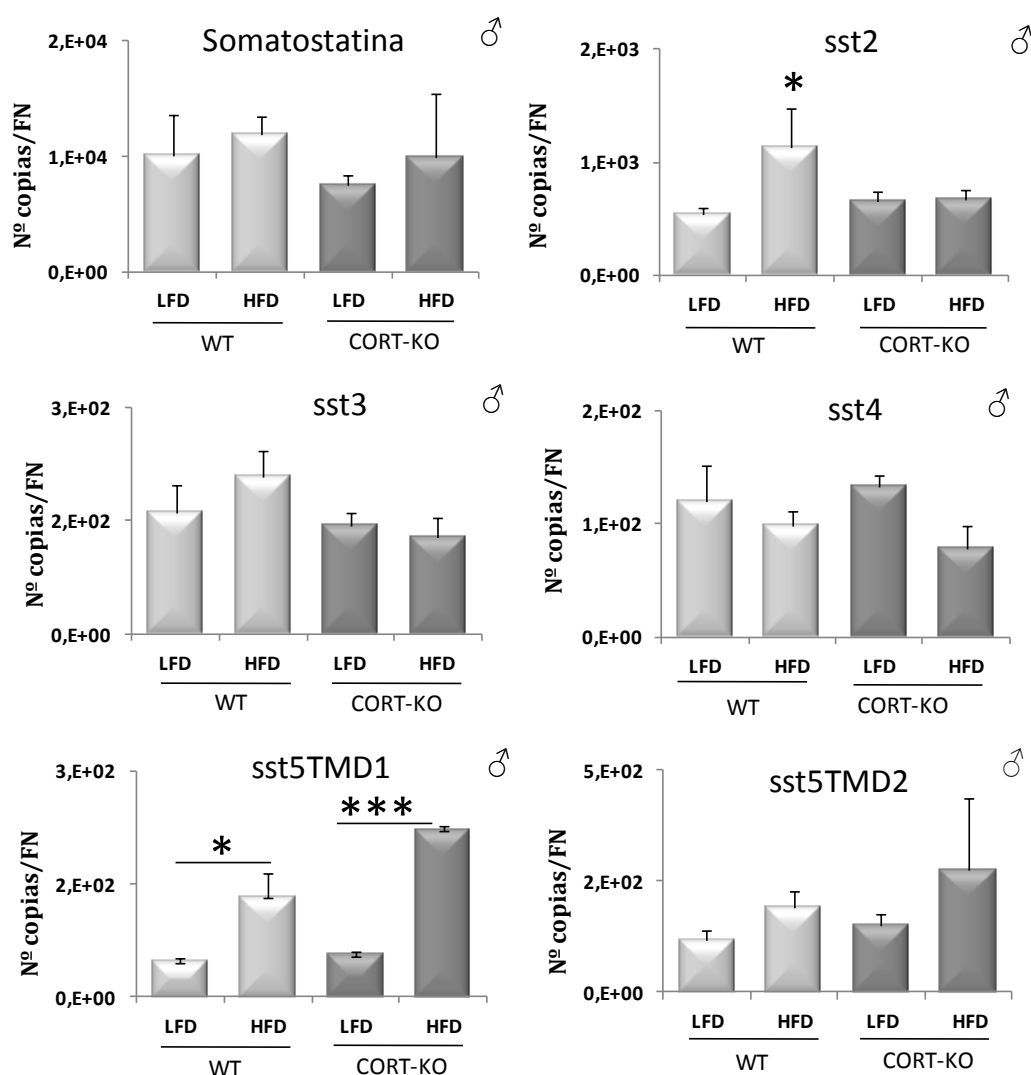 Somatostatina ♂
Nº copias/FN
2,E+04
1,E+04
0,E+00
LFD HFD LFD HFD
WT CORT-KO
sst2 ♂
Nº copias/FN
2,E+03
1,E+03
0,E+00
*
LFD HFD LFD HFD
WT CORT-KO
sst3 ♂
Nº copias/FN
3,E+02
2,E+02
0,E+00
LFD HFD LFD HFD
WT CORT-KO
sst4 ♂
Nº copias/FN
2,E+02
1,E+02
0,E+00
LFD HFD LFD HFD
WT CORT-KO
sst5TMD1 ♂
Nº copias/FN
3,E+02
2,E+02
0,E+00
* ***
LFD HFD LFD HFD
WT CORT-KO
sst5TMD2 ♂
Nº copias/FN
5,E+02
2,E+02
0,E+00
LFD HFD LFD HFD
WT CORT-KO